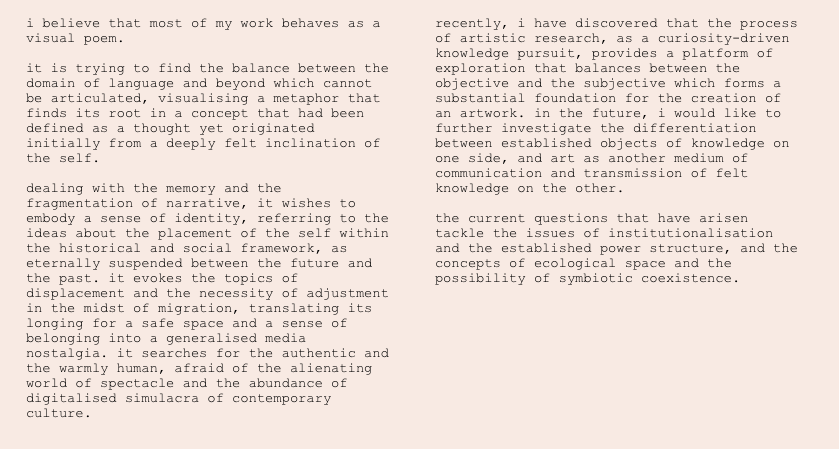 i believe that most of my work behaves as a
visual poem.
it is trying to find the balance between the
domain of language and beyond which cannot
be articulated, visualising a metaphor that
finds its root in a concept that had been
defined as a thought yet originated
initially from a deeply felt inclination of
the self.
dealing with the memory and the
fragmentation of narrative, it wishes to
embody a sense of identity, referring to the
ideas about the placement of the self within
the historical and social framework, as
eternally suspended between the future and
the past. it evokes the topics of
displacement and the necessity of adjustment
in the midst of migration, translating its
longing for a safe space and a sense of
belonging into a generalised media
nostalgia. it searches for the authentic and
the warmly human, afraid of the alienating
world of spectacle and the abundance of
digitalised simulacra of contemporary
culture.
recently, i have discovered that the process
of artistic research, as a curiosity-driven
knowledge pursuit, provides a platform of
exploration that balances between the
objective and the subjective which forms a
substantial foundation for the creation of
an artwork. in the future, i would like to
further investigate the differentiation
between established objects of knowledge on
one side, and art as another medium of
communication and transmission of felt
knowledge on the other.
the current questions that have arisen
tackle the issues of institutionalisation
and the established power structure, and the
concepts of ecological space and the
possibility of symbiotic coexistence.